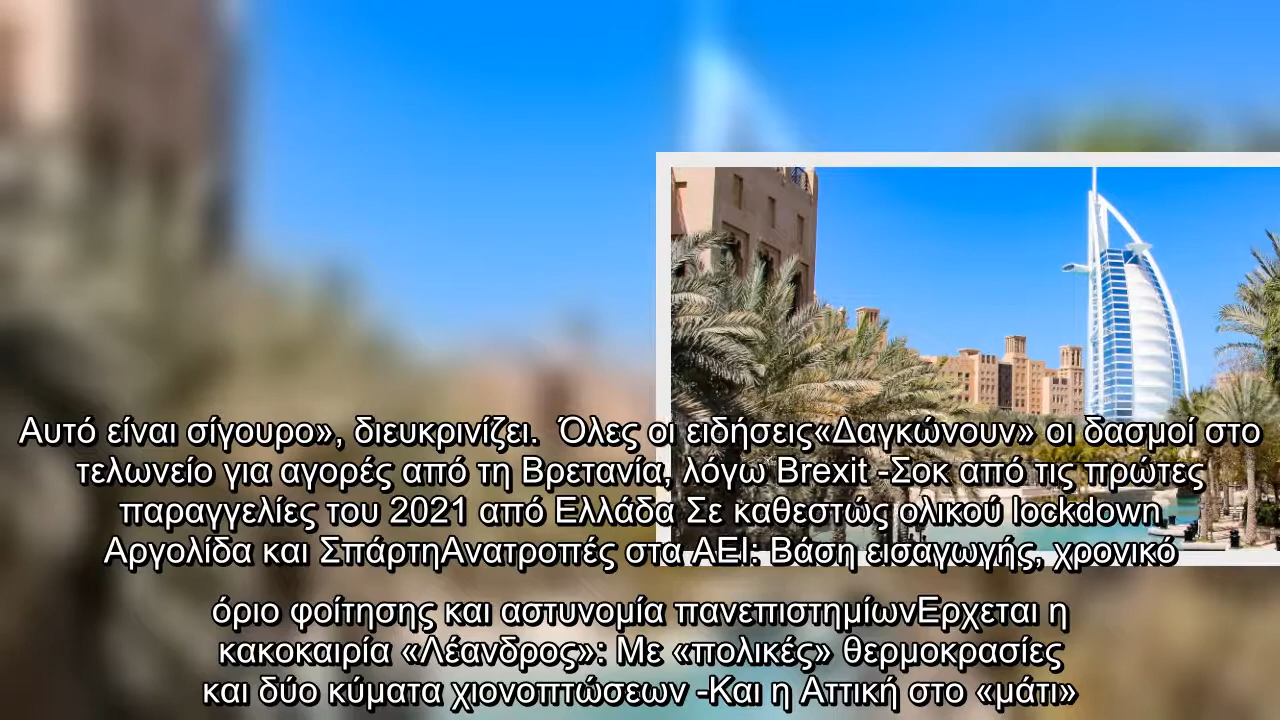 Αυτό είναι σίγουρο», διευκρινίζει.  Όλες οι ειδήσεις«Δαγκώνουν» οι δασμοί στο
τελωνείο για αγορές από τη Βρετανία, λόγω Brexit -Σοκ από τις πρώτες
παραγγελίες του 2021 από Ελλάδα Σε καθεστώς ολικού lockdown
Αργολίδα και ΣπάρτηΑνατροπές στα ΑΕΙ: Βάση εισαγωγής, χρονικό
όριο φοίτησης και αστυνομία πανεπιστημίωνΕρχεται η
κακοκαιρία «Λέανδρος»: Με «πολικές» θερμοκρασίες
και δύο κύματα χιονοπτώσεων -Και η Αττική στο «μάτι»